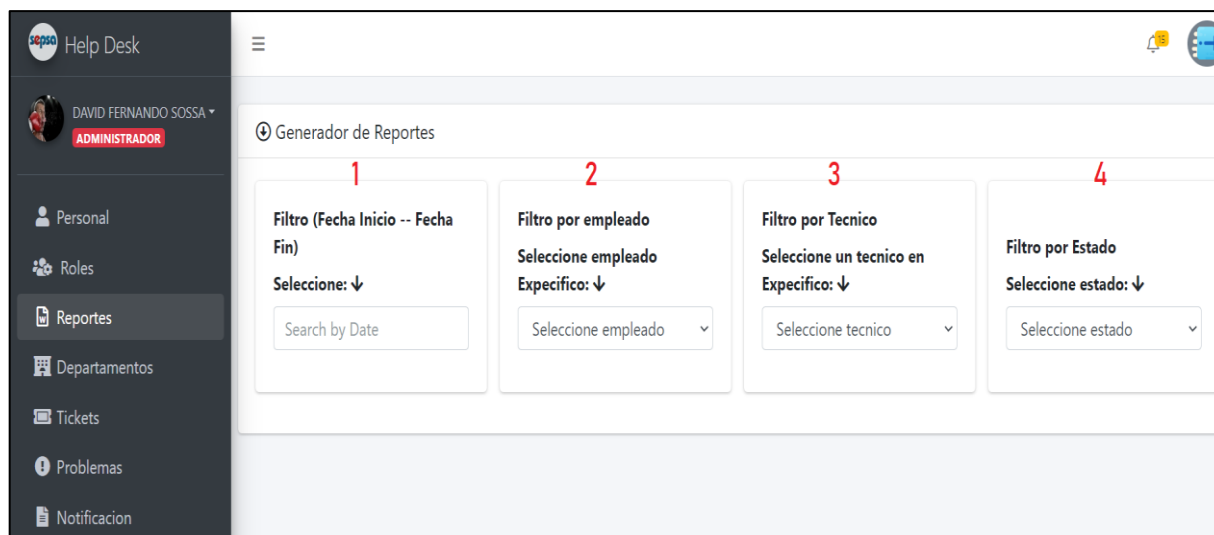 sepsa Help Desk
15
DAVID FERNANDO SOSSA
ADMINISTRADOR
Personal
Roles
Reportes
Departamentos
Tickets
Problemas
Notificacion
Generador de Reportes
1
Filtro (Fecha Inicio -- Fecha
Fin)
Seleccione:
Search by Date
2
Filtro por empleado
Seleccione empleado
Expecifico:
Seleccione empleado
3
Filtro por Tecnico
Seleccione un tecnico en
Expecifico:
Seleccione tecnico
4
Filtro por Estado
Seleccione estado:
Seleccione estado